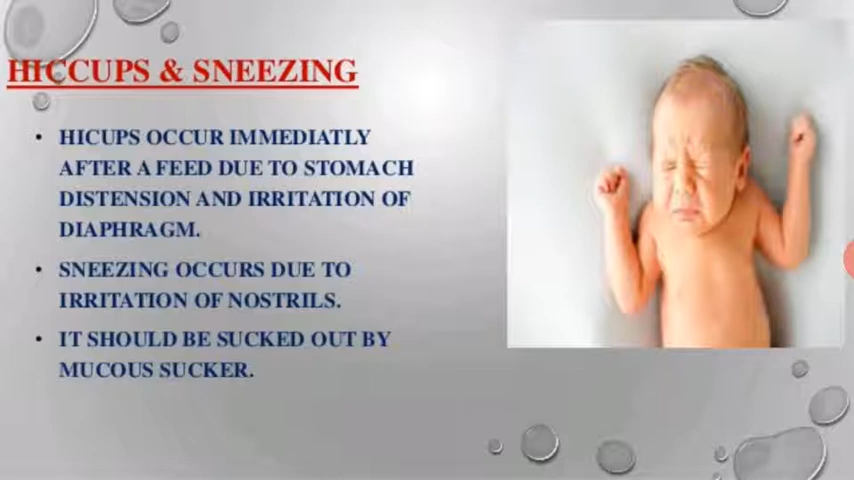 HICCUPS & SNEEZING
• HICUPS OCCUR IMMEDIATLY
AFTER A FEED DUE TO STOMACH
DISTENSION AND IRRITATION OF
DIAPHRAGM.
• SNEEZING OCCURS DUE TO
IRRITATION OF NOSTRILS.
• IT SHOULD BE SUCKED OUT BY
MUCOUS SUCKER.